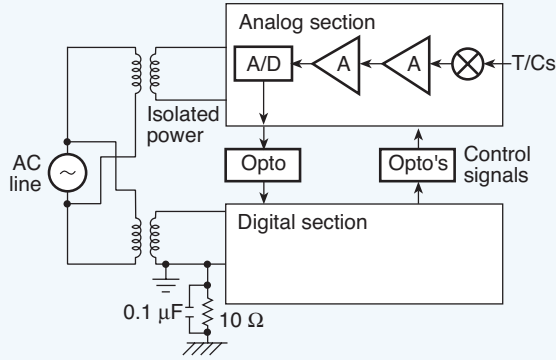 Analog section
A/D
A
A
T/Cs
Isolated
power
AC
line
~
Opto
Opto's
Control
signals
Digital section
0.1 µF
10 Ω